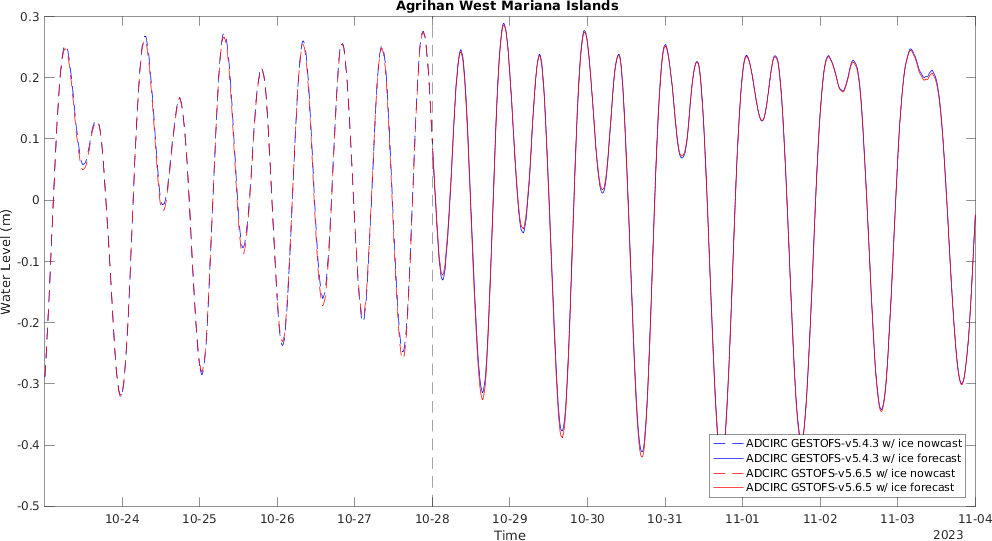 Agrihan West Mariana Islands
0.3
0.2
0.1
0
-0.1
-0.2
-0.3
-0.4
-0.5
Water Level (m)
ADCIRC GESTOFS-v5.4.3 w/ ice nowcast
ADCIRC GESTOFS-v5.4.3 w/ ice forecast
ADCIRC GSTOFS-v5.6.5 w/ ice nowcast
ADCIRC GSTOFS-v5.6.5 w/ ice forecast
10-24 10-25 10-26 10-27 10-28 10-29 10-30 10-31 11-01 11-02 11-03 11-04
Time
2023